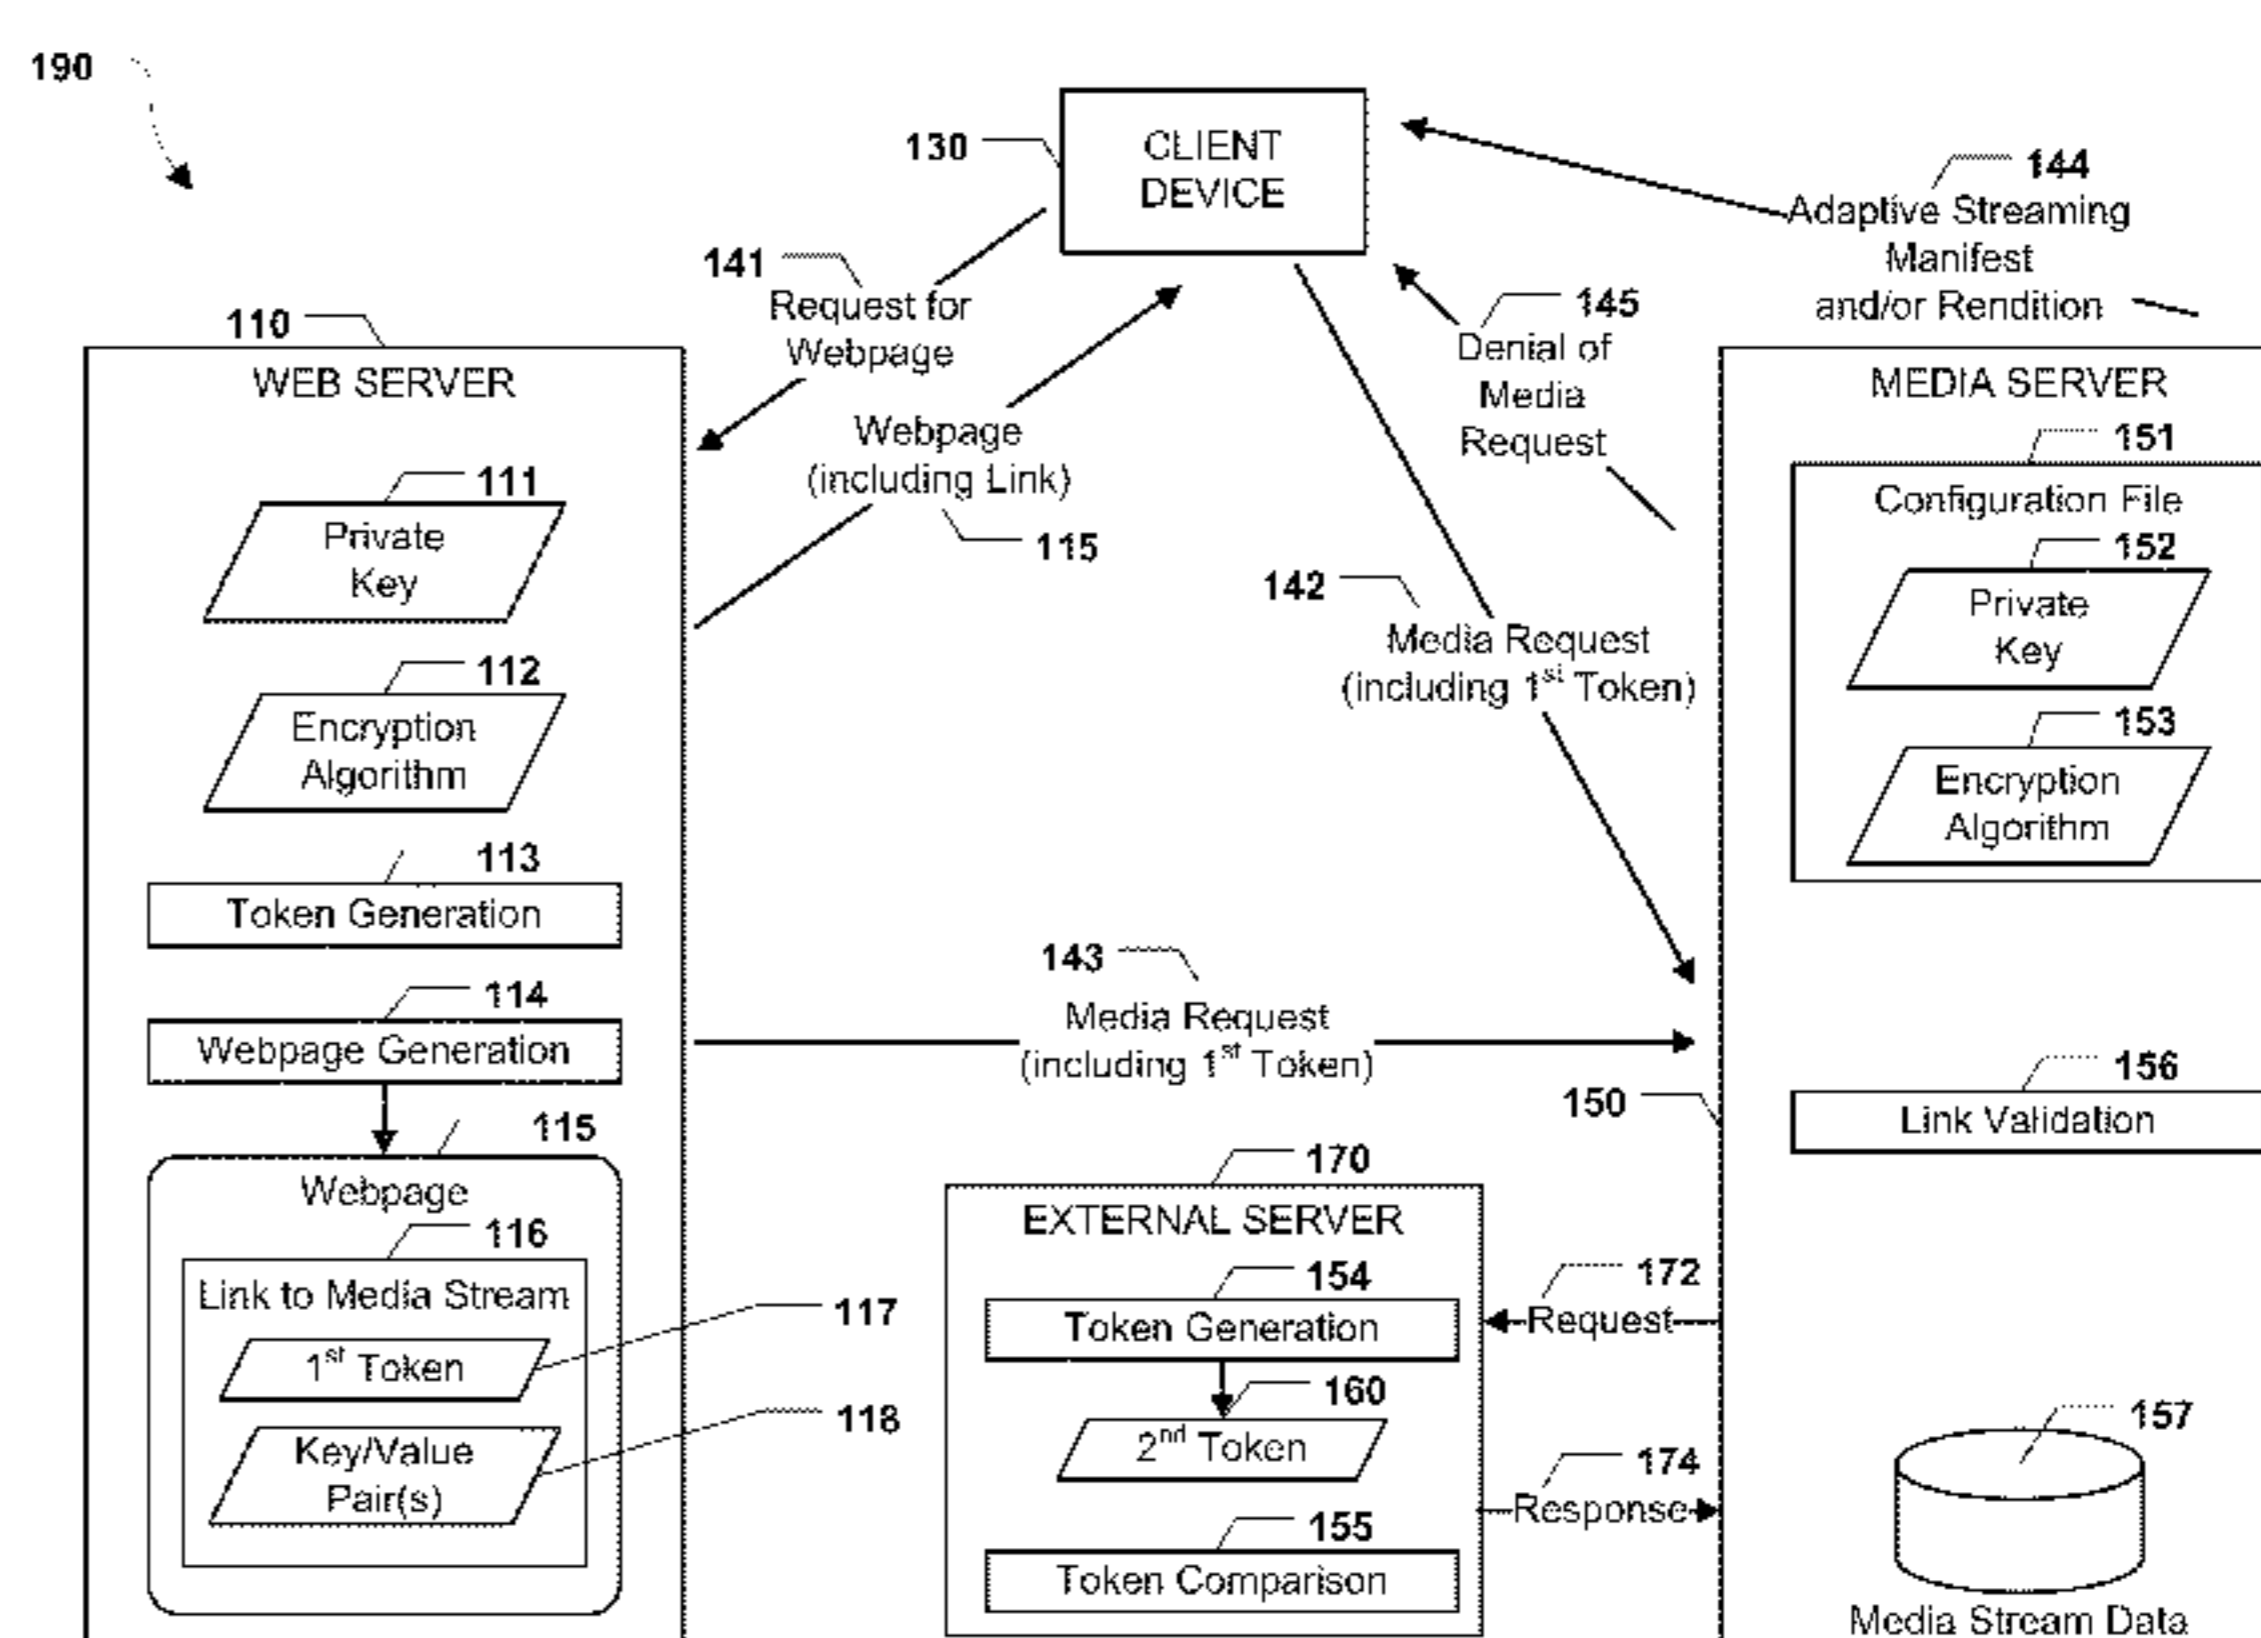 190
130
CLIENT
DEVICE
144
Adaptive Streaming
Manifest
and/or Rendition
141
Request for
Webpage
145
Denial of
Media
Request
Webpage
(including Link)
115
142
Media Request
(including 1st Token)
143
Media Request
(including 1st Token)
110
WEB SERVER
111
Private
Key
112
Encryption
Algorithm
113
Token Generation
114
Webpage Generation
115
Webpage
116
Link to Media Stream
1st Token
117
Key/Value
Pair(s)
118
170
EXTERNAL SERVER
154
Token Generation
160
2nd Token
155
Token Comparison
172
Request
174
Response
150
MEDIA SERVER
151
Configuration File
152
Private
Key
153
Encryption
Algorithm
156
Link Validation
157
Media Stream Data